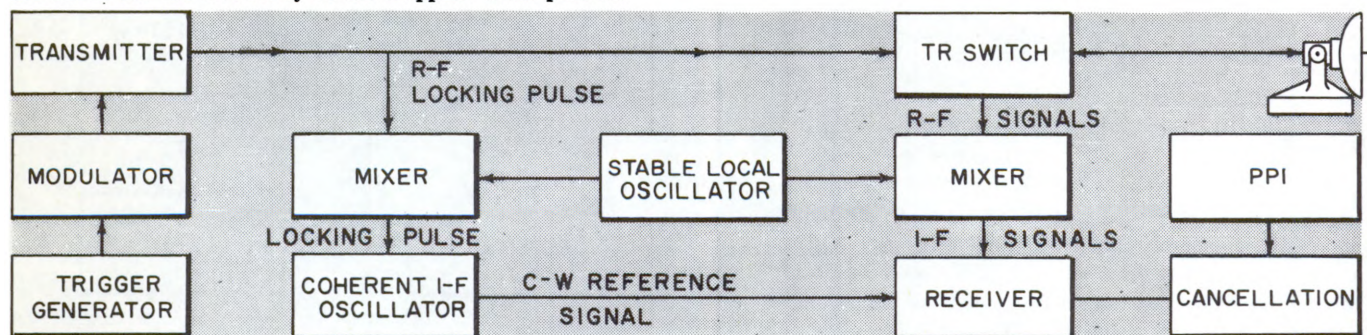 TRANSMITTER
TR SWITCH
R-F
LOCKING PULSE
R-F SIGNALS
MODULATOR
MIXER
STABLE LOCAL
OSCILLATOR
MIXER
PPI
LOCKING PULSE
I-F SIGNALS
TRIGGER
GENERATOR
COHERENT I-F
OSCILLATOR
C-W REFERENCE
SIGNAL
RECEIVER
CANCELLATION